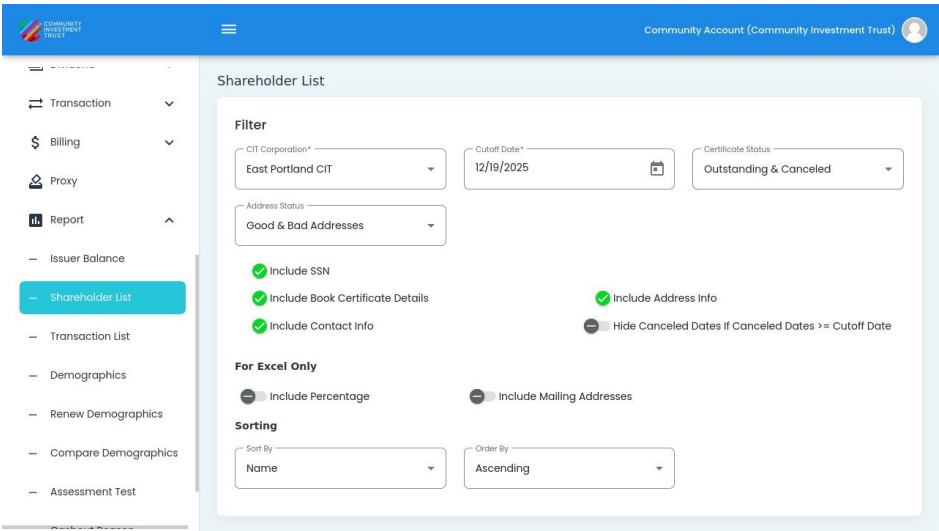 COMMUNITY
INVESTMENT
TRUST
Community Account (Community Investment Trust)
Transaction
Billing
Proxy
Report
Issuer Balance
Shareholder List
Transaction List
Demographics
Renew Demographics
Compare Demographics
Assessment Test
Shareholder List
Filter
CIT Corporation*
East Portland CIT
Cutoff Date*
12/19/2025
Certificate Status
Outstanding & Canceled
Address Status
Good & Bad Addresses
Include SSN
Include Book Certificate Details
Include Address Info
Include Contact Info
Hide Canceled Dates If Canceled Dates >= Cutoff Date
For Excel Only
Include Percentage
Include Mailing Addresses
Sorting
Sort By
Name
Order By
Ascending